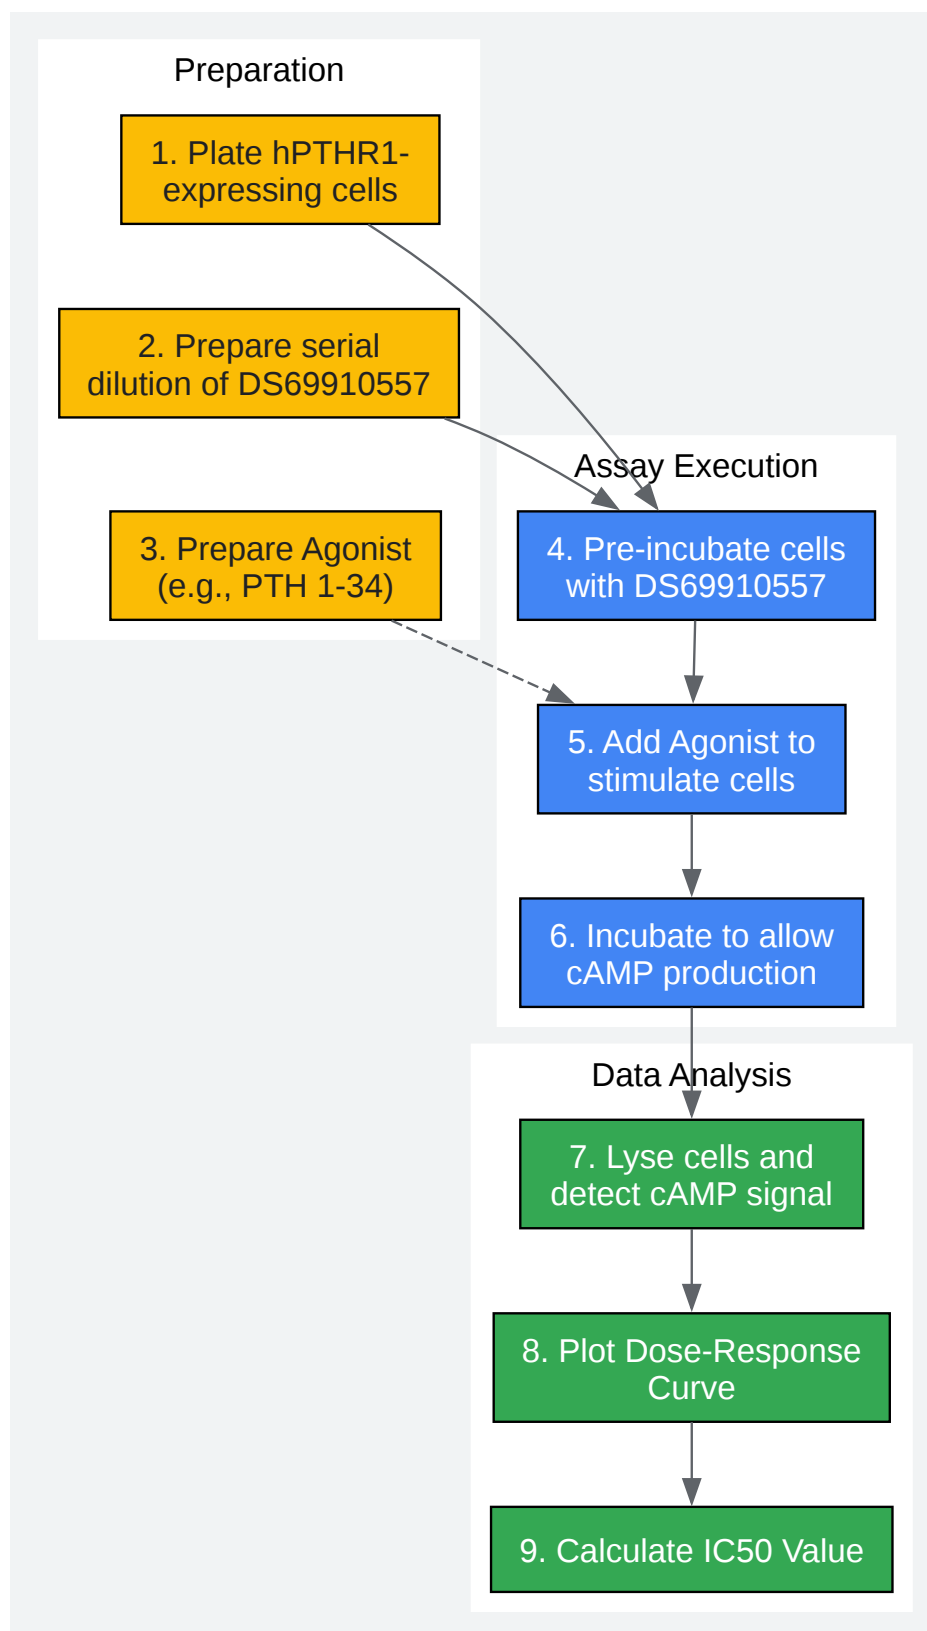 Preparation
1. Plate hPTHR1-
expressing cells
2. Prepare serial
dilution of DS69910557
3. Prepare Agonist
(e.g., PTH 1-34)
Assay Execution
4. Pre-incubate cells
with DS69910557
5. Add Agonist to
stimulate cells
6. Incubate to allow
cAMP production
Data Analysis
7. Lyse cells and
detect cAMP signal
8. Plot Dose-Response
Curve
9. Calculate IC50 Value